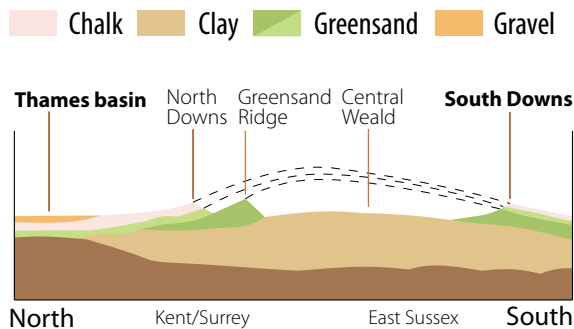 Chalk Clay Greensand Gravel
Thames basin North Downs Greensand Ridge Central Weald South Downs
North Kent/Surrey East Sussex South